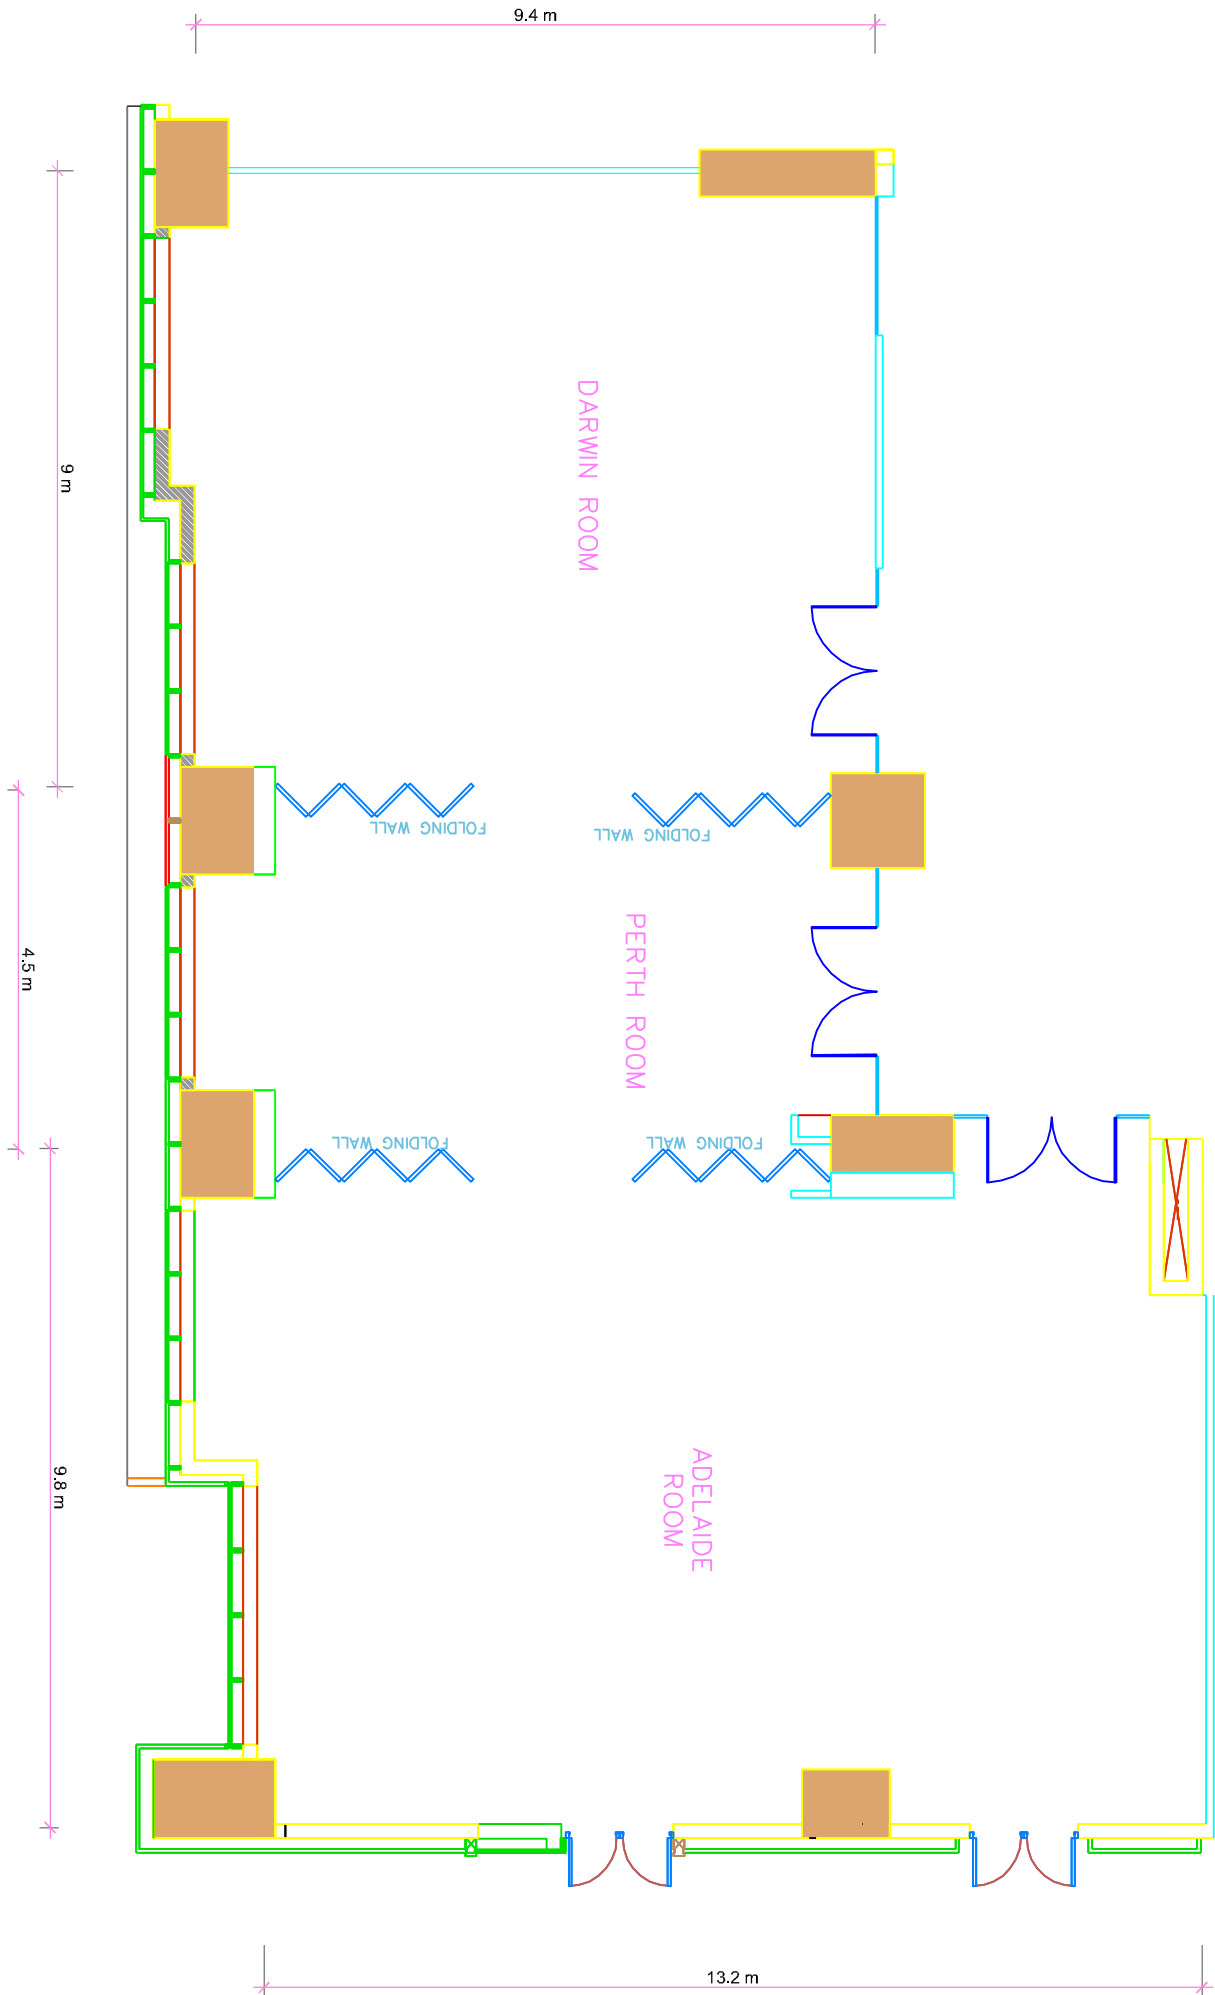 9.4 m
9 m
DARWIN ROOM
FOLDING WALL
FOLDING WALL
4.5 m
PERTH ROOM
FOLDING WALL
FOLDING WALL
9.8 m
ADELAIDE
ROOM
13.2 m